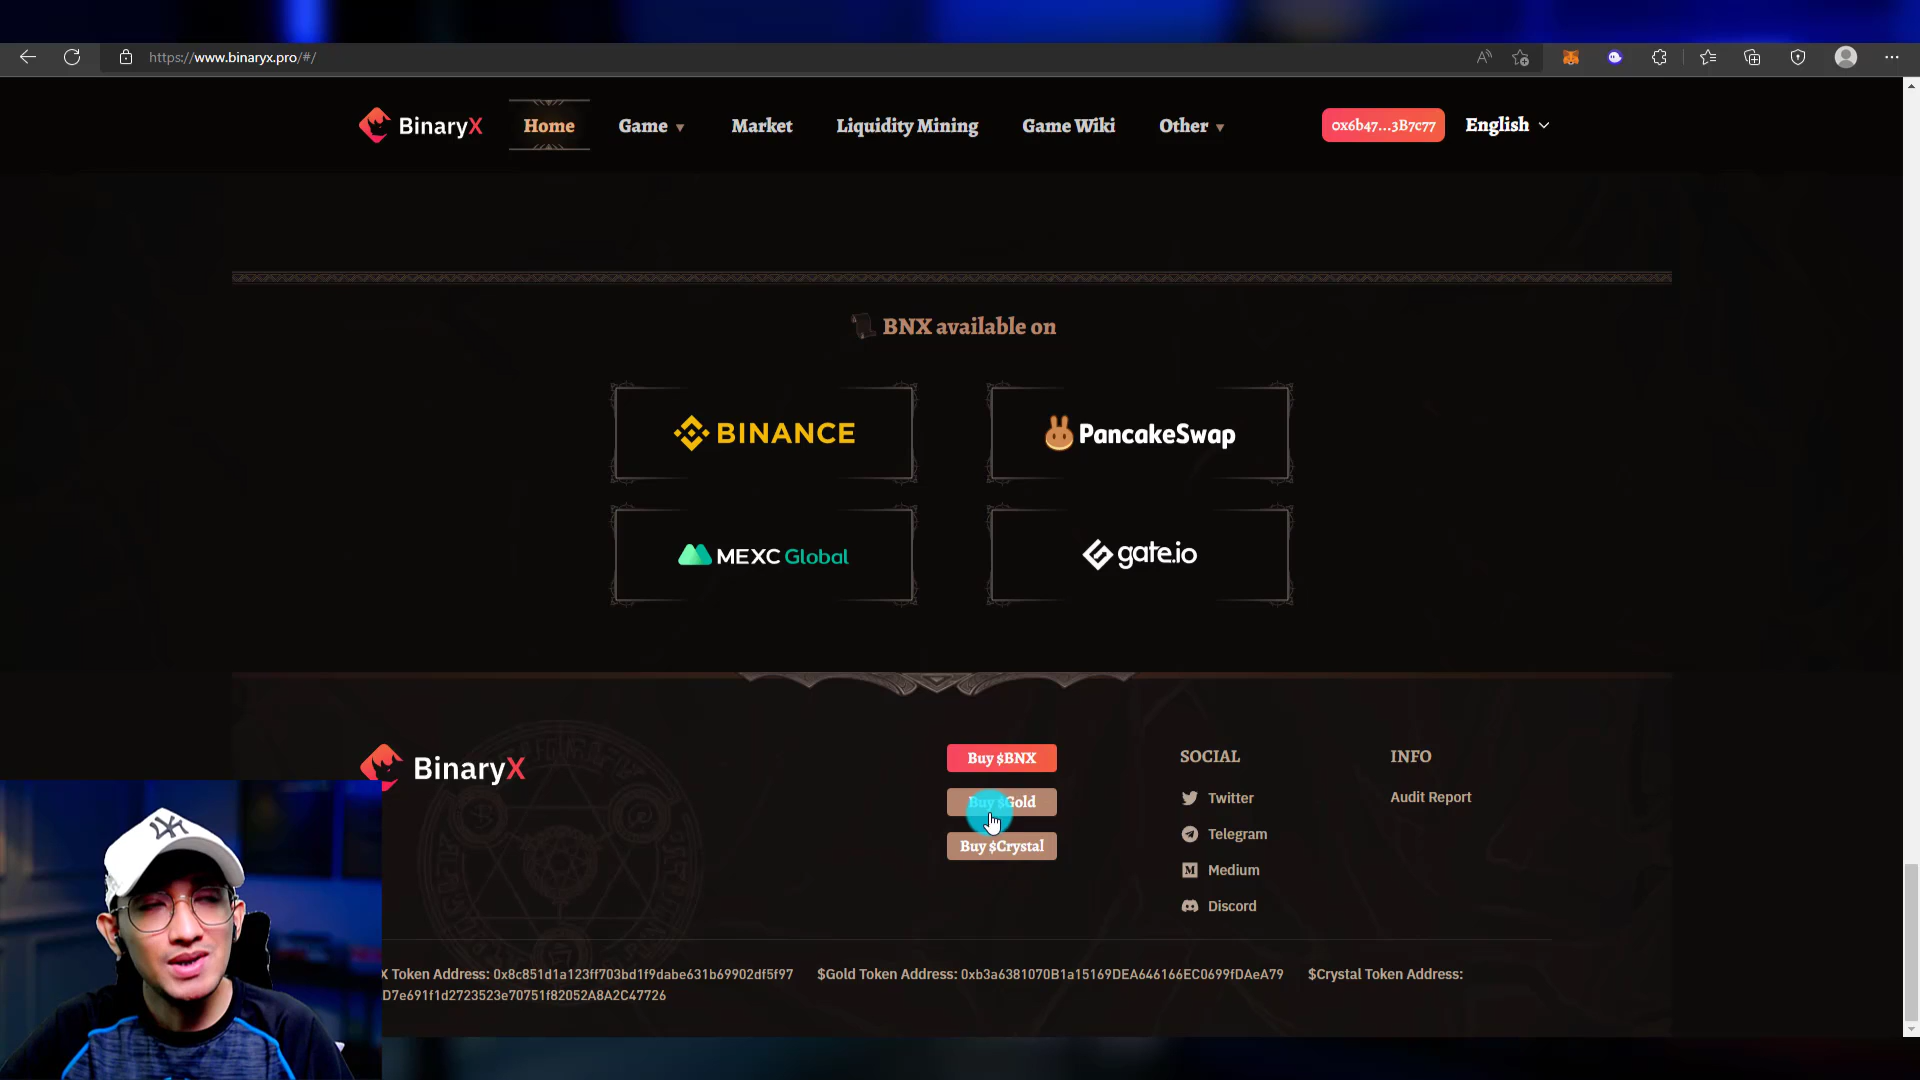 https://www.binaryx.pro/#/
BinaryX
Home
Game
Market
Liquidity Mining
Game Wiki
Other
0x6b47...3B7c77
English
BNX available on
BINANCE
PancakeSwap
MEXC Global
gate.io
BinaryX
Buy $BNX
Buy $Gold
Buy $Crystal
SOCIAL
Twitter
Telegram
Medium
Discord
INFO
Audit Report
X Token Address: 0x8c851d1a123ff703bd1f9dabe631b69902df5f97
$Gold Token Address: 0xb3a6381070B1a15169DEA646166EC0699fDAeA79
$Crystal Token Address:
D7e691f1d2723523e70751f82052A8A2C47726